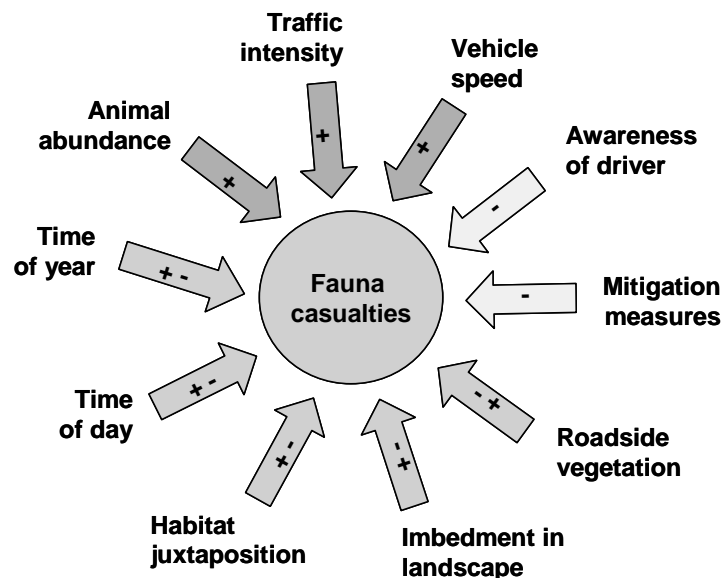 Traffic
intensity
+
Vehicle
speed
+
Awareness
of driver
-
Mitigation
measures
-
Roadside
vegetation
- +
Imbedment in
landscape
- +
Habitat
juxtaposition
+ -
Time
of day
+ -
Time
of year
+ -
Animal
abundance
+
Fauna
casualties